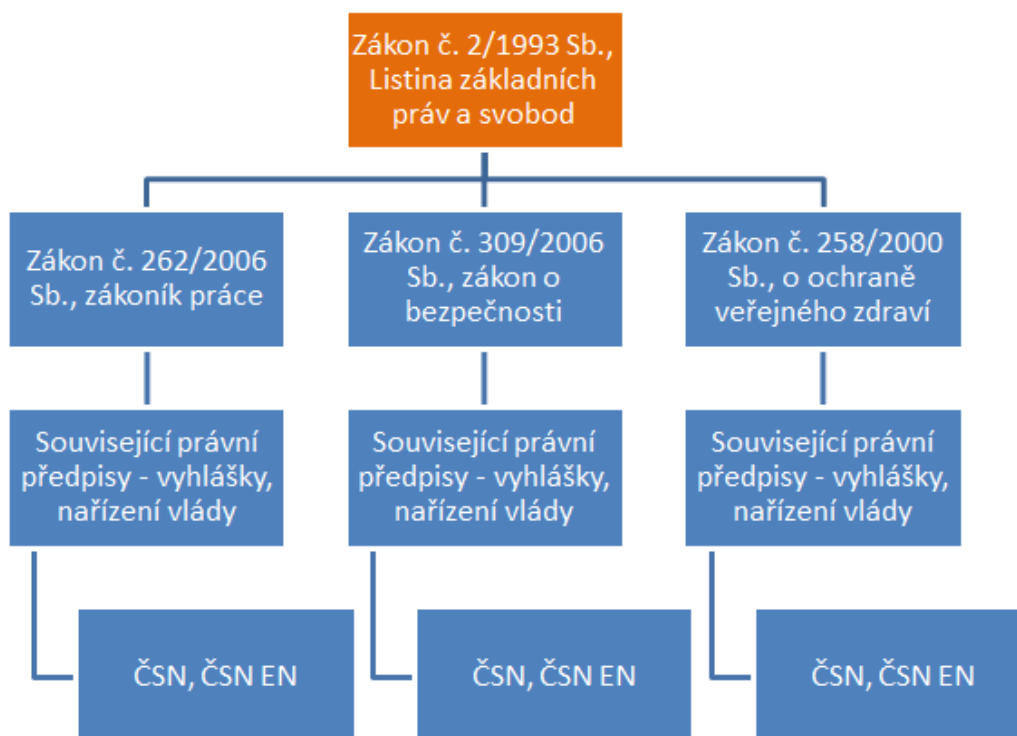 Zákon č. 2/1993 Sb.,
Listina základních
práv a svobod
Zákon č. 262/2006
Sb., zákoník práce
Zákon č. 309/2006
Sb., zákon o
bezpečnosti
Zákon č. 258/2000
Sb., o ochraně
veřejného zdraví
Související právní
předpisy - vyhlášky,
nařízení vlády
Související právní
předpisy - vyhlášky,
nařízení vlády
Související právní
předpisy - vyhlášky,
nařízení vlády
ČSN, ČSN EN
ČSN, ČSN EN
ČSN, ČSN EN